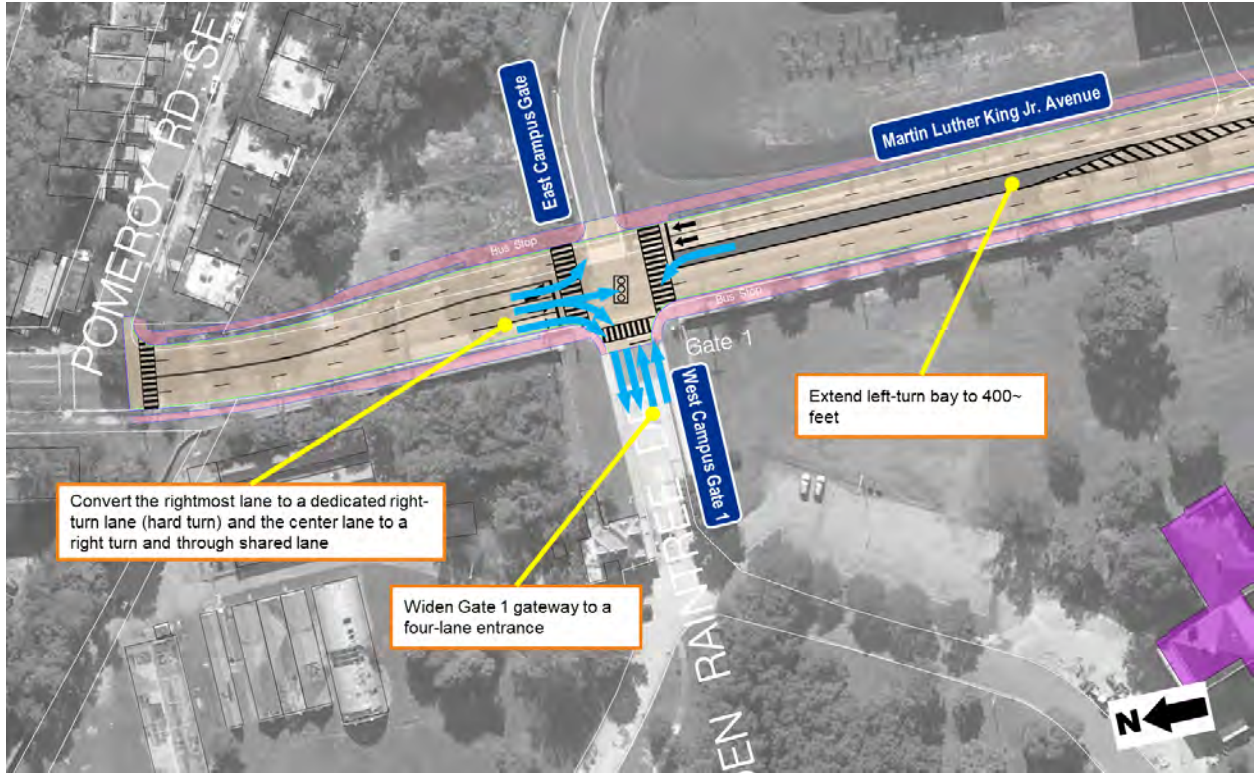 POMEROY RD. SE
East Campus Gate
Martin Luther King Jr. Avenue
Bus Stop
Bus Stop
Gate 1
West Campus Gate 1
Extend left-turn bay to 400~
feet
Convert the rightmost lane to a dedicated right-
turn lane (hard turn) and the center lane to a
right turn and through shared lane
Widen Gate 1 gateway to a
four-lane entrance
RAINTREE
N